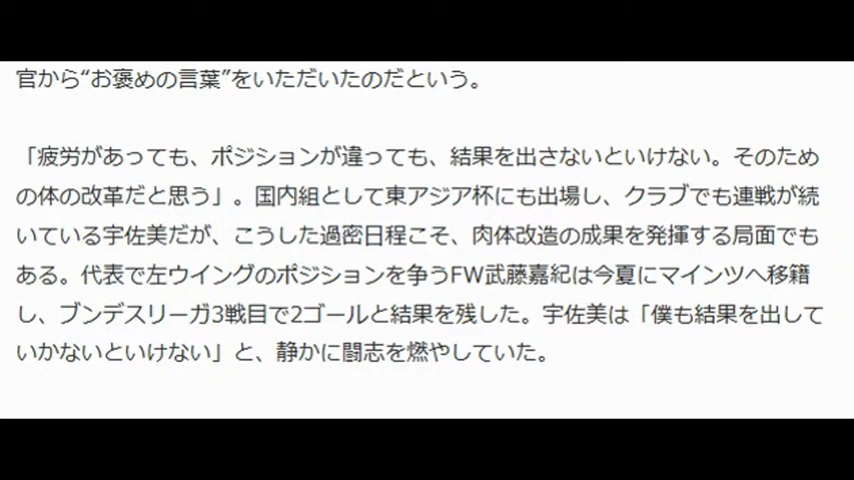 官から“お褒めの言葉”をいただいたのだという。
「疲労があっても、ポジションが違っても、結果を出さないといけない。そのため
の体の改革だと思う」。国内組として東アジア杯にも出場し、クラブでも連戦が続
いている宇佐美だが、こうした過密日程こそ、肉体改造の成果を発揮する局面でも
ある。代表で左ウイングのポジションを争うFW武藤嘉紀は今夏にマインツへ移籍
し、ブンデスリーガ3戦目で2ゴールと結果を残した。宇佐美は「僕も結果を出して
いかないといけない」と、静かに闘志を燃やしていた。